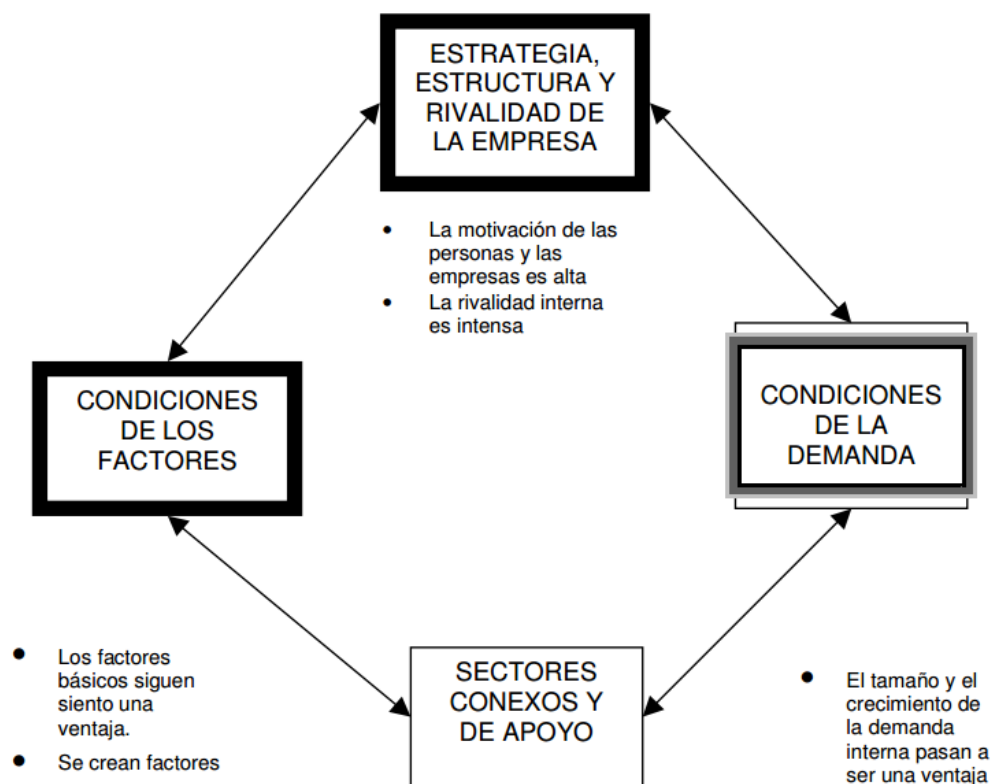 ESTRATEGIA,
ESTRUCTURA Y
RIVALIDAD DE
LA EMPRESA
• La motivación de las
personas y las
empresas es alta
• La rivalidad interna
es intensa
CONDICIONES
DE LOS
FACTORES
CONDICIONES
DE LA
DEMANDA
• Los factores
básicos siguen
siento una
ventaja.
• Se crean factores
SECTORES
CONEXOS Y
DE APOYO
• El tamaño y el
crecimiento de
la demanda
interna pasan a
ser una ventaja